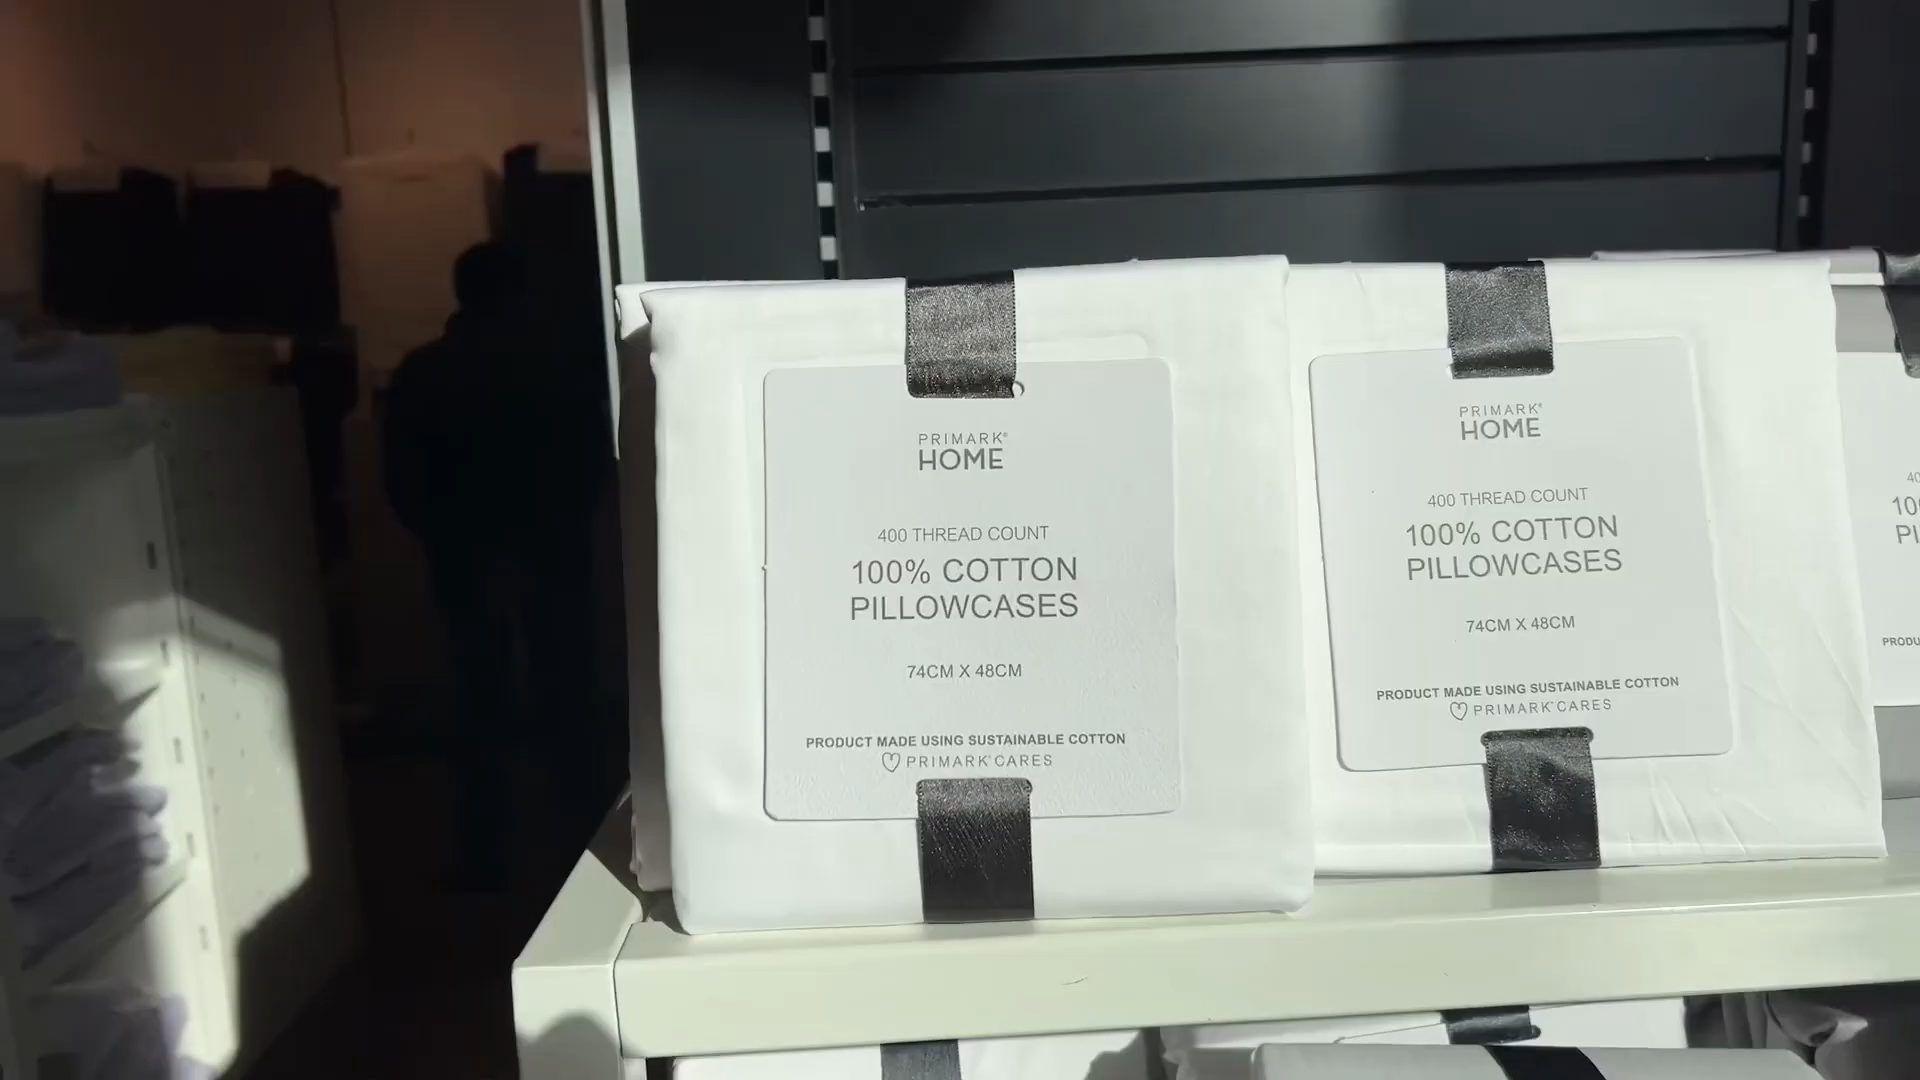 PRIMARK®
HOME
400 THREAD COUNT
100% COTTON
PILLOWCASES
74CM X 48CM
PRODUCT MADE USING SUSTAINABLE COTTON
PRIMARK® CARES
PRIMARK®
HOME
400 THREAD COUNT
100% COTTON
PILLOWCASES
74CM X 48CM
PRODUCT MADE USING SUSTAINABLE COTTON
PRIMARK® CARES